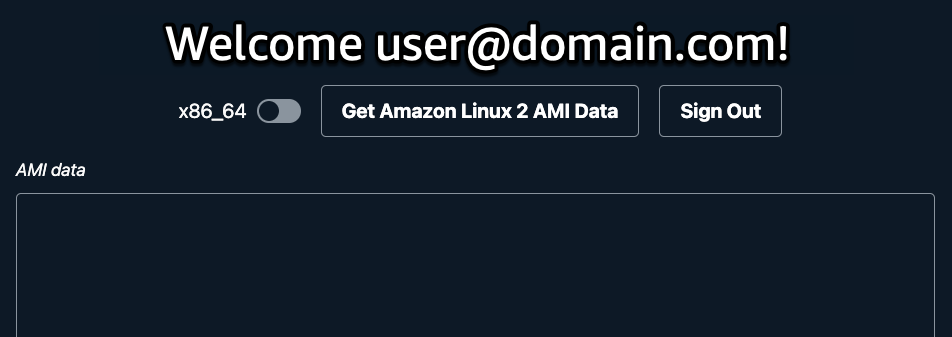 Welcome user@domain.com!
x86_64 Get Amazon Linux 2 AMI Data Sign Out
AMI data